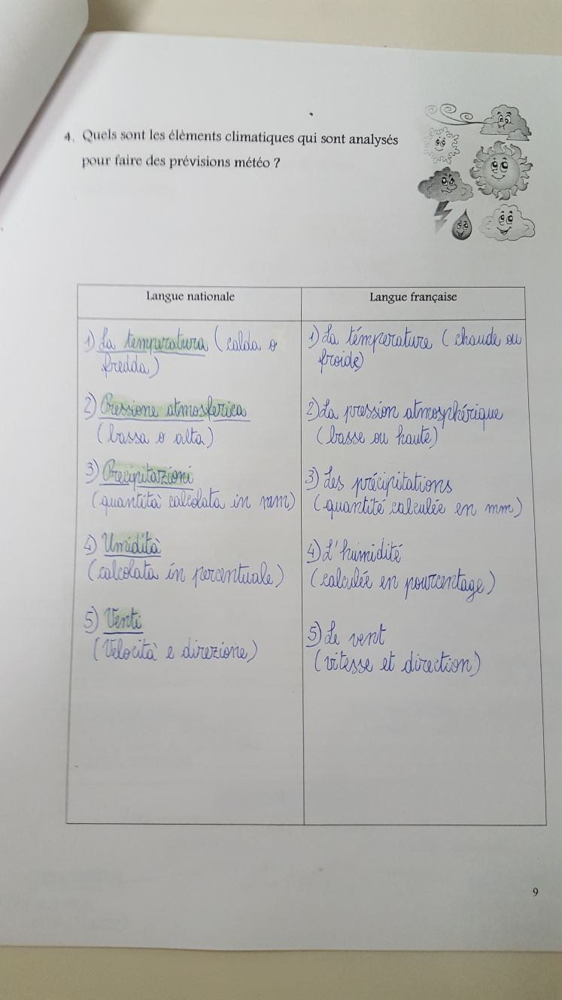 4. Quels sont les élèments climatiques qui sont analysés
pour faire des prévisions météo ?
Langue nationale
1) La temperatura (calda o
fredda)
2) Pressione atmosferica
(bassa o alta)
3) Precipitazioni
(quantità calcolata in mm)
4) Umidità
(calcolata in percentuale)
5) Venti
(Velocità e direzione)
Langue française
1) La témperature (chaude ou
froide)
2) La pression atmosphérique
(basse ou haute)
3) Les précipitations
(quantité calculée en mm)
4) L'humidité
(calculée en pourcentage)
5) Le vent
(vitesse et direction)
9